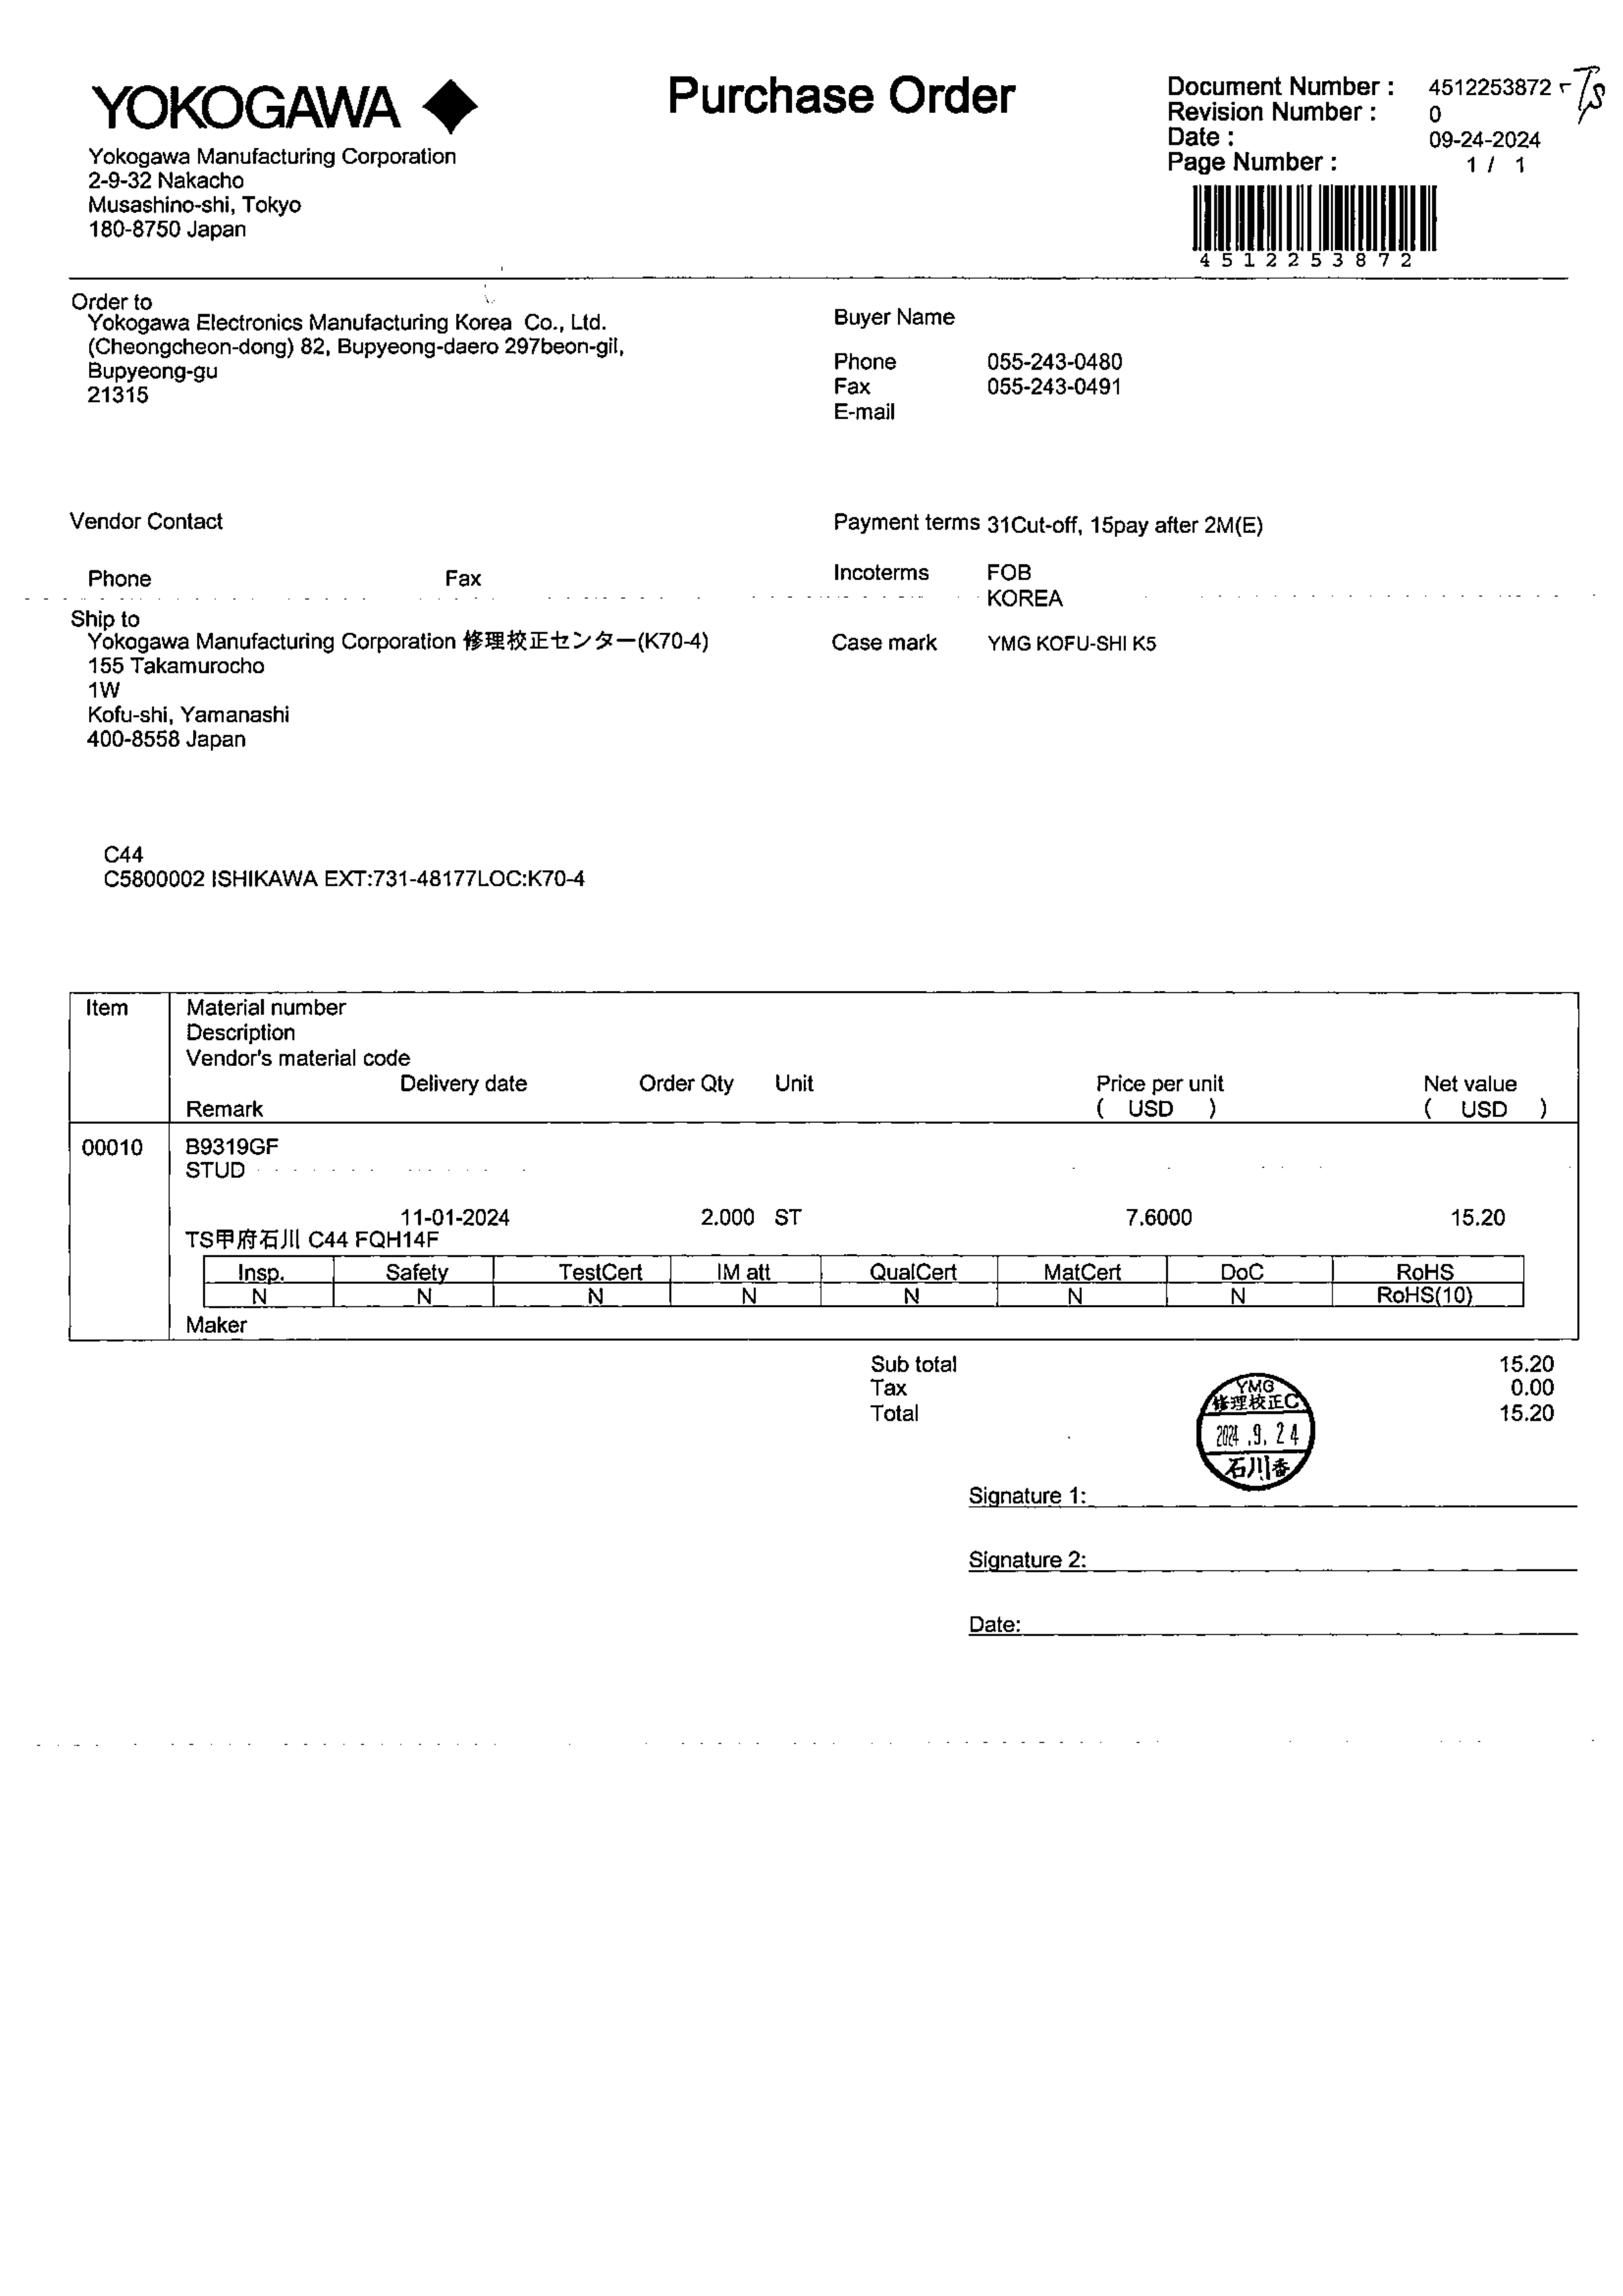 YOKOGAWA
Purchase Order
Document Number : 4512253872
Revision Number : 0
Date : 09-24-2024
Page Number : 1 / 1
4512253872
Yokogawa Manufacturing Corporation
2-9-32 Nakacho
Musashino-shi, Tokyo
180-8750 Japan
Order to
Yokogawa Electronics Manufacturing Korea Co., Ltd.
(Cheongcheon-dong) 82, Bupyeong-daero 297beon-gil,
Bupyeong-gu
21315
Buyer Name
Phone 055-243-0480
Fax 055-243-0491
E-mail
Vendor Contact
Phone Fax
Payment terms 31Cut-off, 15pay after 2M(E)
Incoterms FOB
KOREA
Ship to
Yokogawa Manufacturing Corporation 修理校正センター(K70-4)
155 Takamurocho
1W
Kofu-shi, Yamanashi
400-8558 Japan
Case mark YMG KOFU-SHI K5
C44
C5800002 ISHIKAWA EXT:731-48177LOC:K70-4
Item Material number
Description
Vendor's material code
Delivery date Order Qty Unit Price per unit Net value
Remark ( USD ) ( USD )
00010 B9319GF
STUD
11-01-2024 2.000 ST 7.6000 15.20
TS甲府石川 C44 FQH14F
Insp. Safety TestCert IM att QualCert MatCert DoC RoHS
N N N N N N N RoHS(10)
Maker
Sub total 15.20
Tax 0.00
Total 15.20
YMG
修理校正C
2024.9.24
石川香
Signature 1:
Signature 2:
Date: